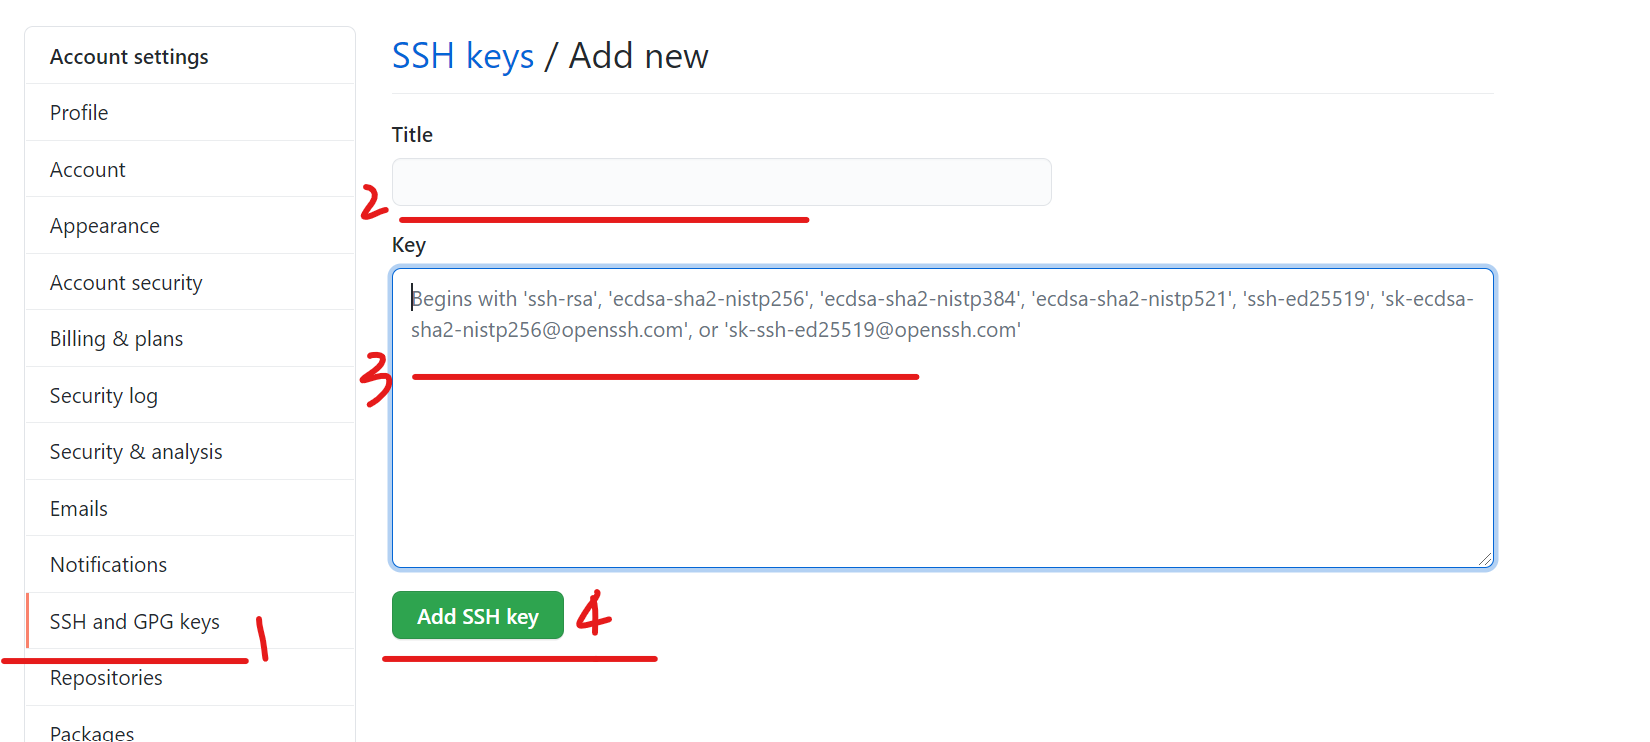 Account settings
Profile
Account
Appearance
Account security
Billing & plans
Security log
Security & analysis
Emails
Notifications
SSH and GPG keys
1
Repositories
Packages
SSH keys / Add new
Title
2
Key
Begins with 'ssh-rsa', 'ecdsa-sha2-nistp256', 'ecdsa-sha2-nistp384', 'ecdsa-sha2-nistp521', 'ssh-ed25519', 'sk-ecdsa-
sha2-nistp256@openssh.com', or 'sk-ssh-ed25519@openssh.com'
3
Add SSH key
4